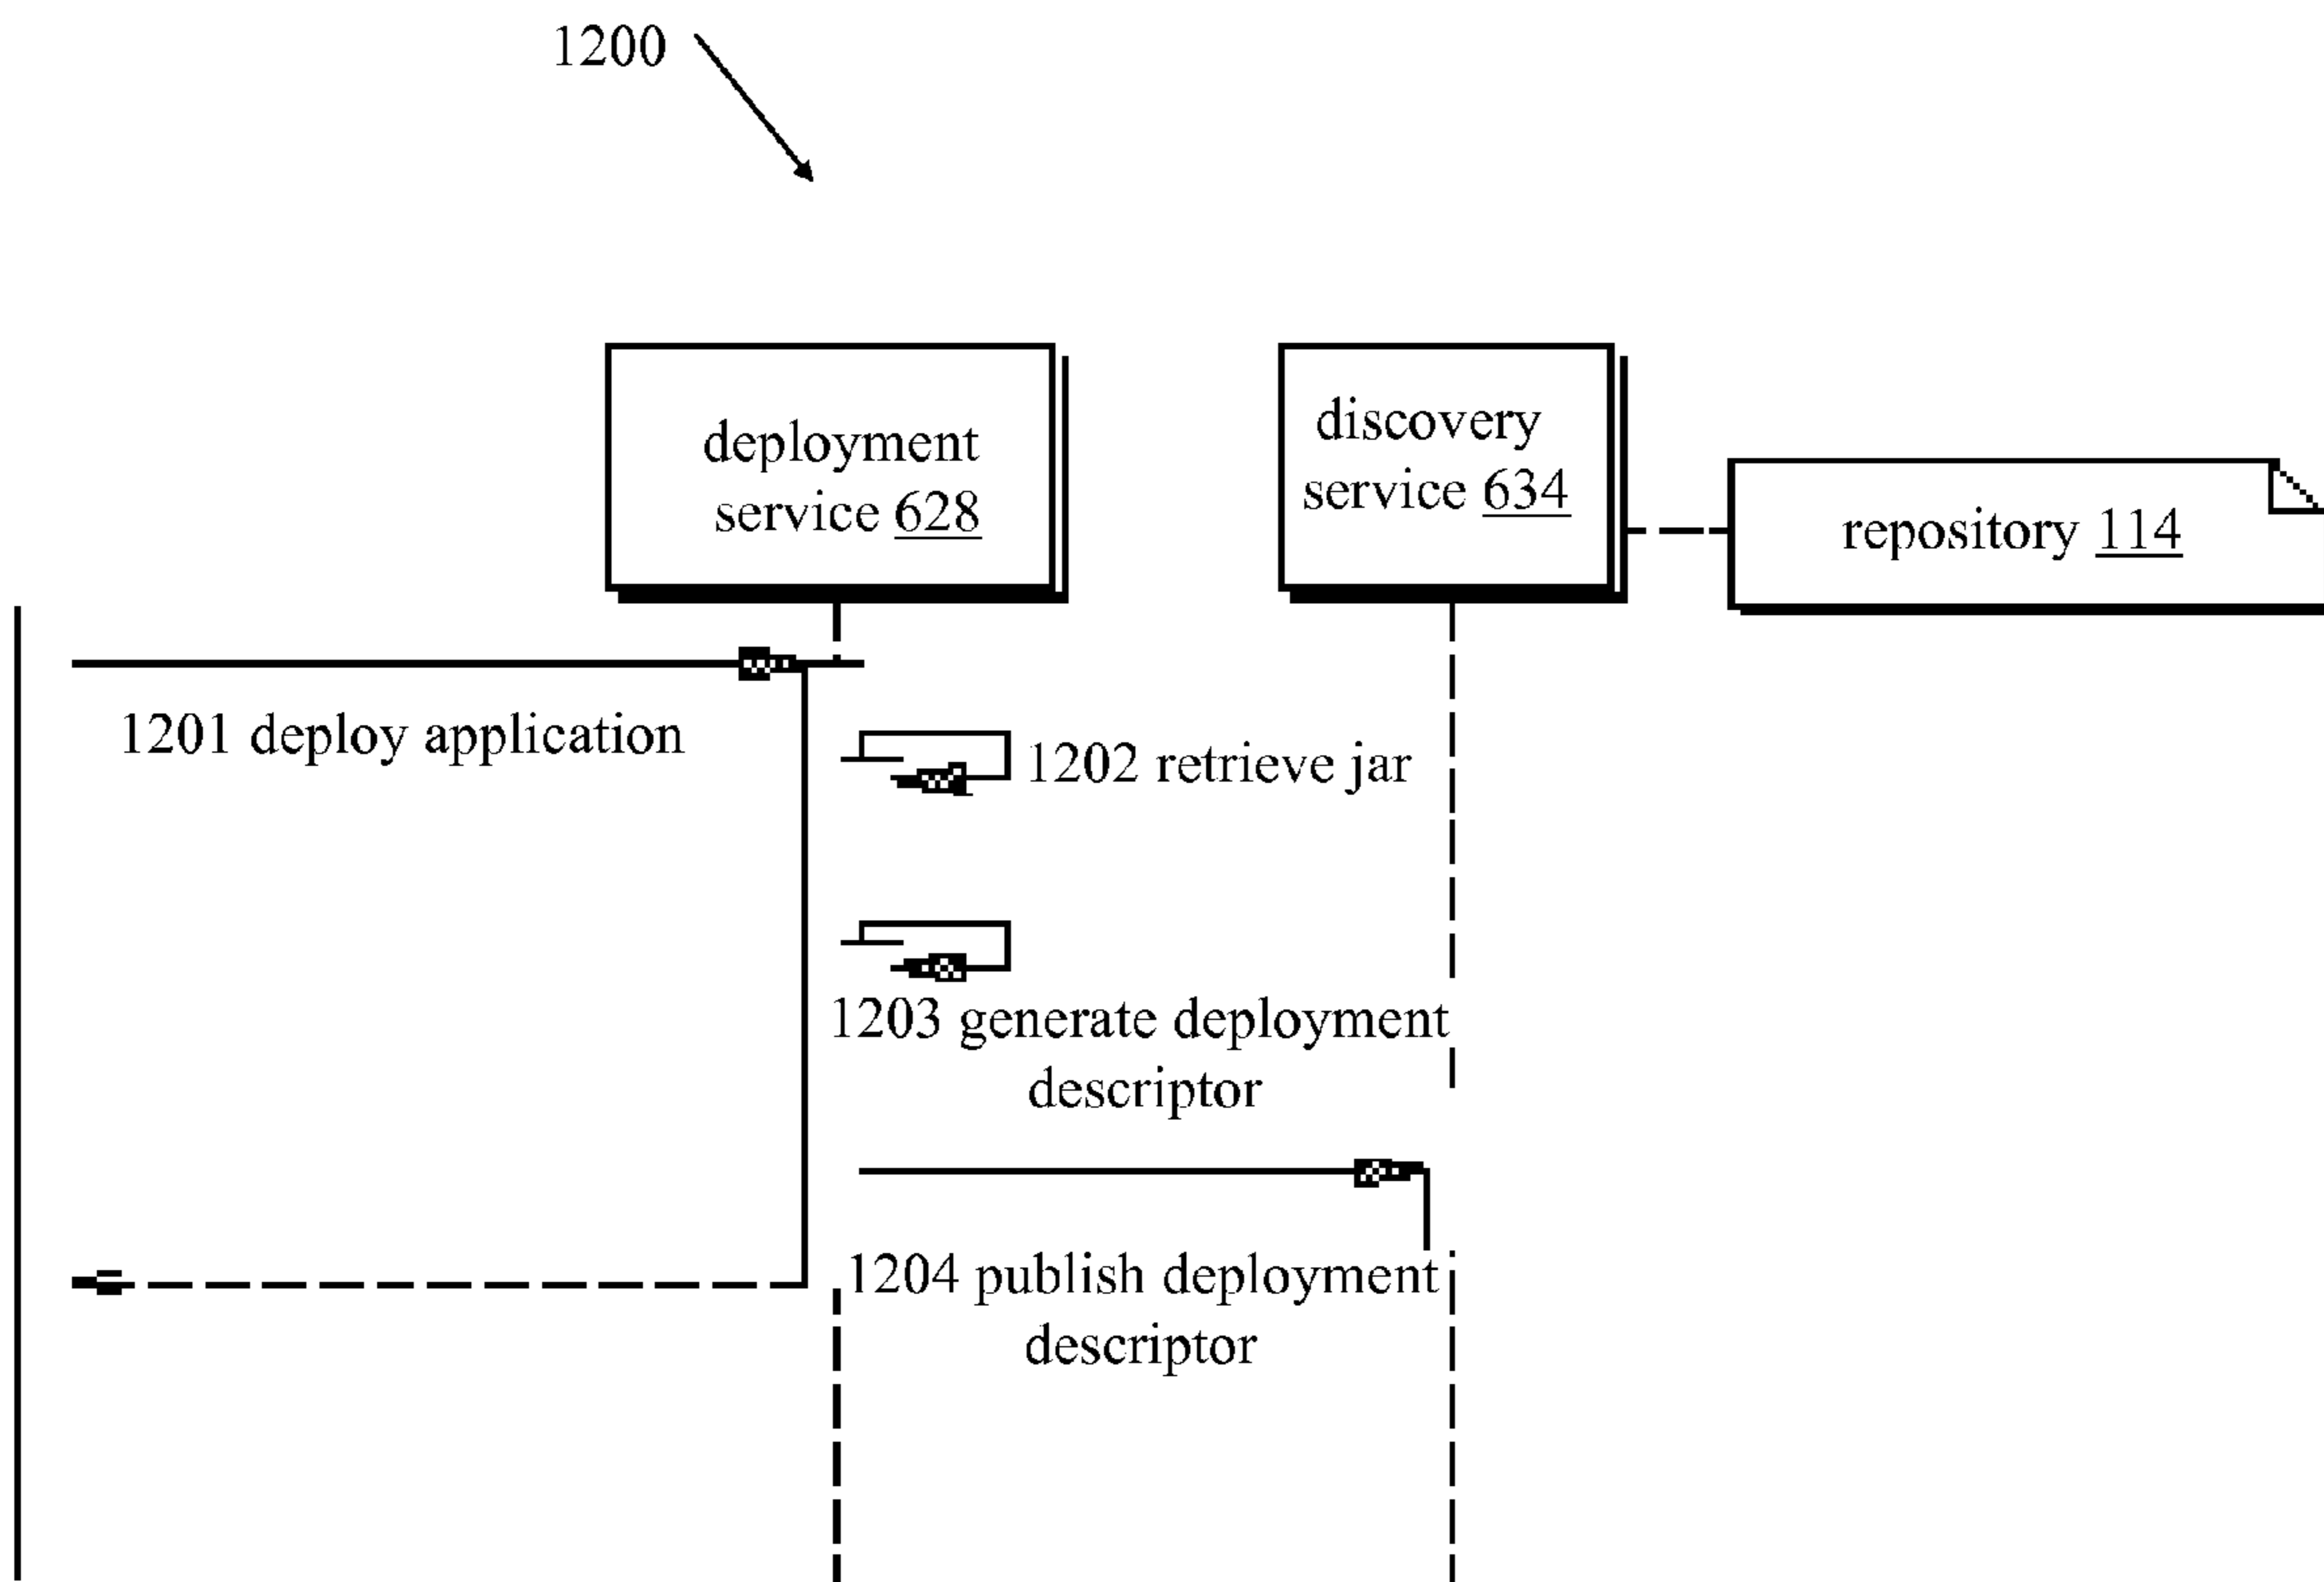 1200
deployment
service 628
discovery
service 634
repository 114
1201 deploy application
1202 retrieve jar
1203 generate deployment
descriptor
1204 publish deployment
descriptor